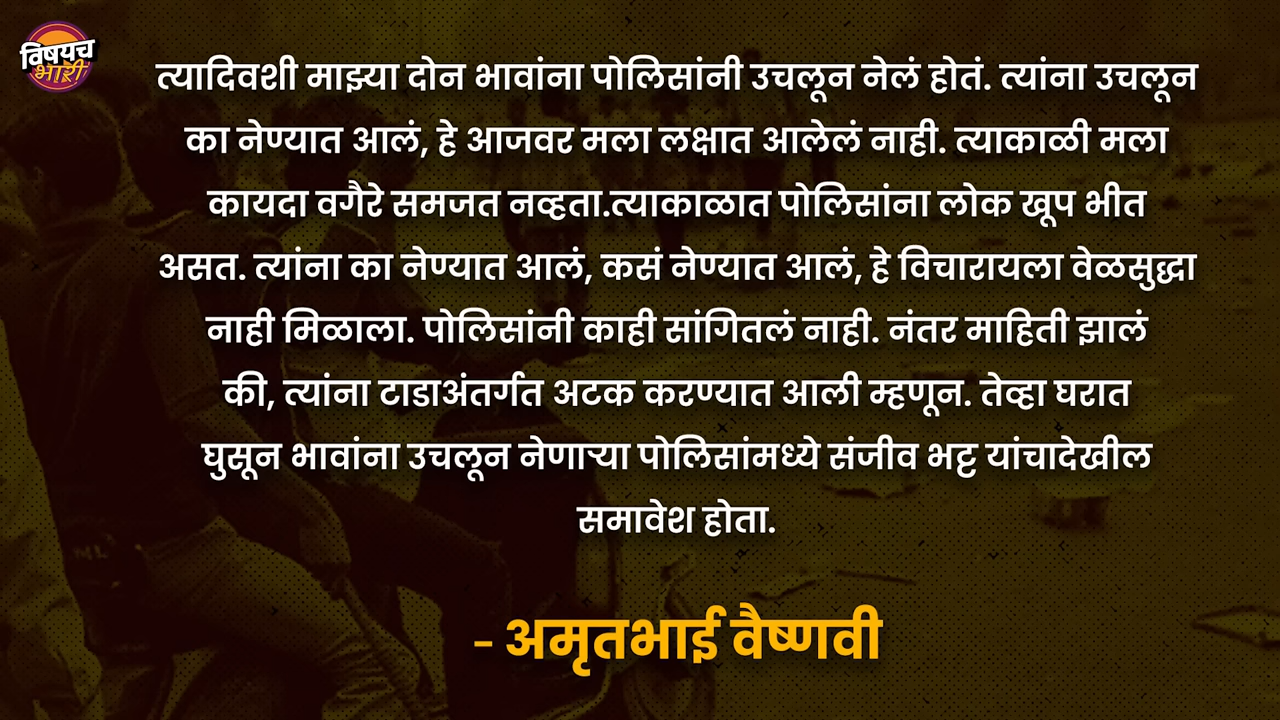 विषयच
भारी
त्यादिवशी माझ्या दोन भावांना पोलिसांनी उचलून नेलं होतं. त्यांना उचलून
का नेण्यात आलं, हे आजवर मला लक्षात आलेलं नाही. त्याकाळी मला
कायदा वगैरे समजत नव्हता.त्याकाळात पोलिसांना लोक खूप भीत
असत. त्यांना का नेण्यात आलं, कसं नेण्यात आलं, हे विचारायला वेळसुद्धा
नाही मिळाला. पोलिसांनी काही सांगितलं नाही. नंतर माहिती झालं
की, त्यांना टाडाअंतर्गत अटक करण्यात आली म्हणून. तेव्हा घरात
घुसून भावांना उचलून नेणाऱ्या पोलिसांमध्ये संजीव भट्ट यांचादेखील
समावेश होता.
- अमृतभाई वैष्णवी